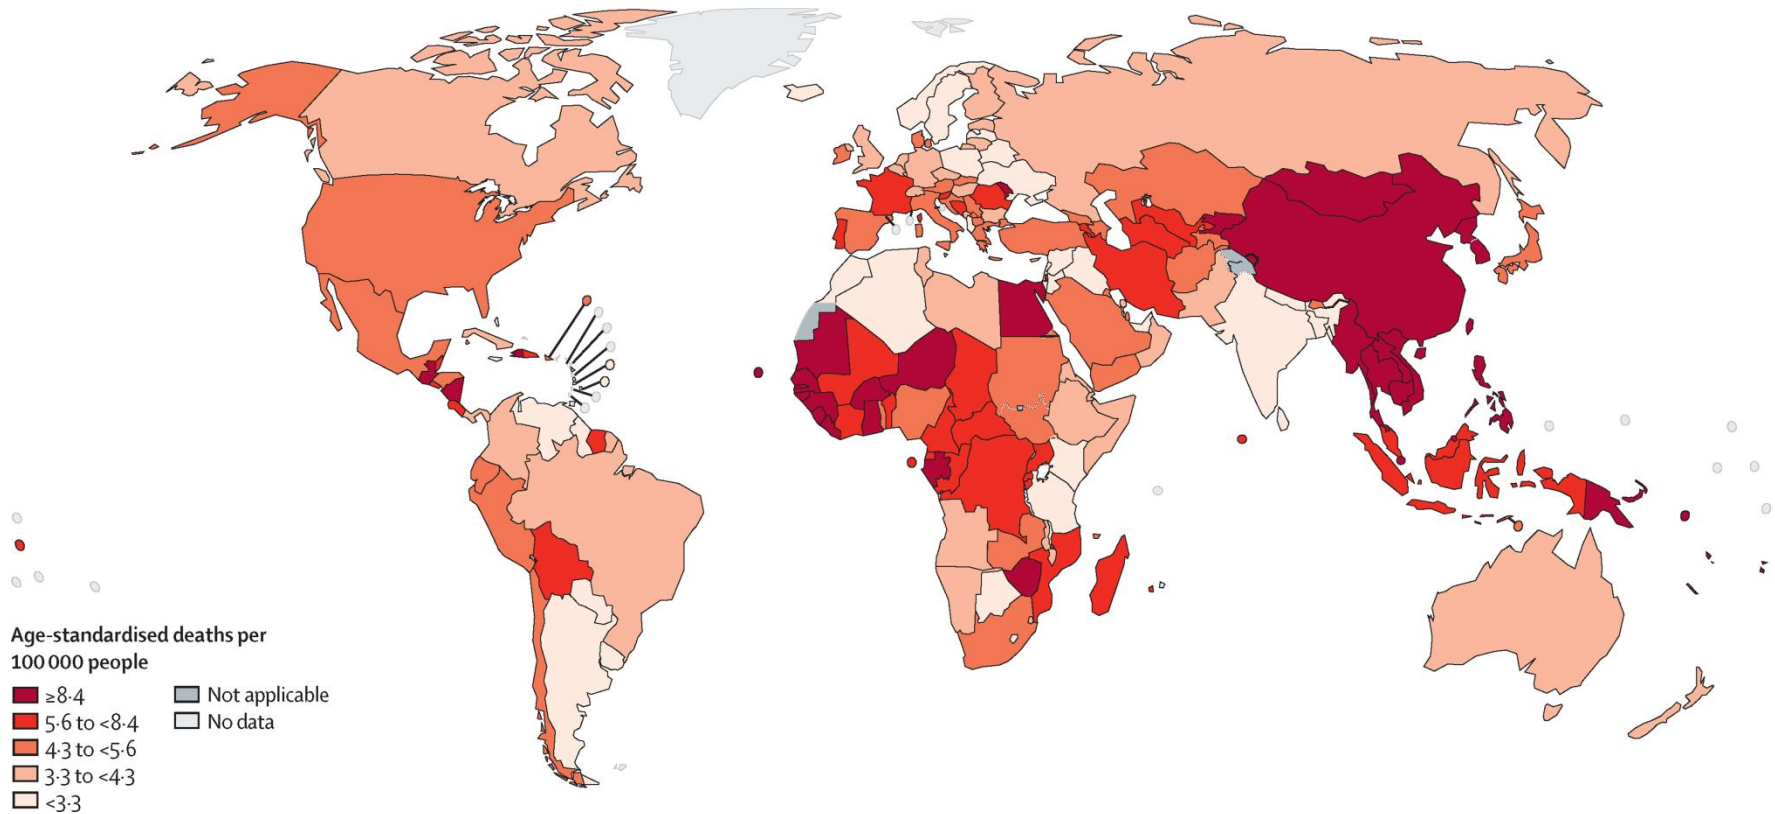 Age-standardised deaths per
100 000 people
≥8·4
5·6 to <8·4
4·3 to <5·6
3·3 to <4·3
<3·3
Not applicable
No data